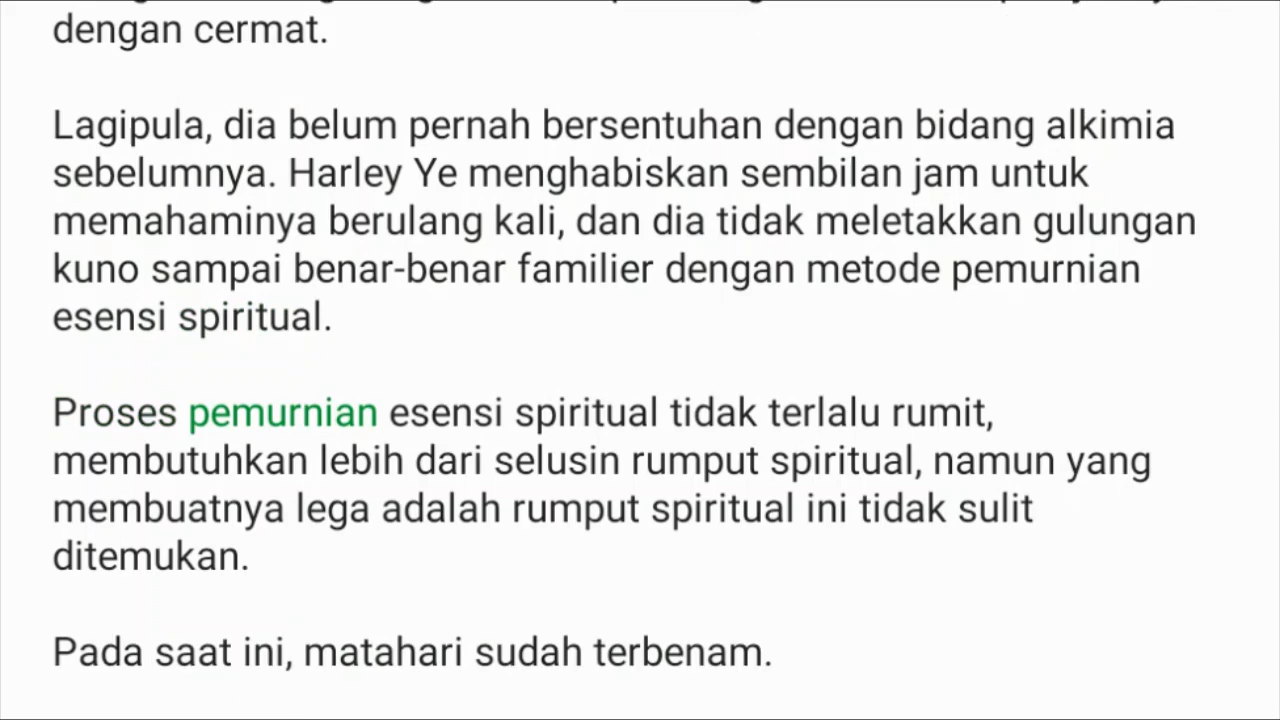 dengan cermat.
Lagipula, dia belum pernah bersentuhan dengan bidang alkimia
sebelumnya. Harley Ye menghabiskan sembilan jam untuk
memahaminya berulang kali, dan dia tidak meletakkan gulungan
kuno sampai benar-benar familier dengan metode pemurnian
esensi spiritual.
Proses pemurnian esensi spiritual tidak terlalu rumit,
membutuhkan lebih dari selusin rumput spiritual, namun yang
membuatnya lega adalah rumput spiritual ini tidak sulit
ditemukan.
Pada saat ini, matahari sudah terbenam.